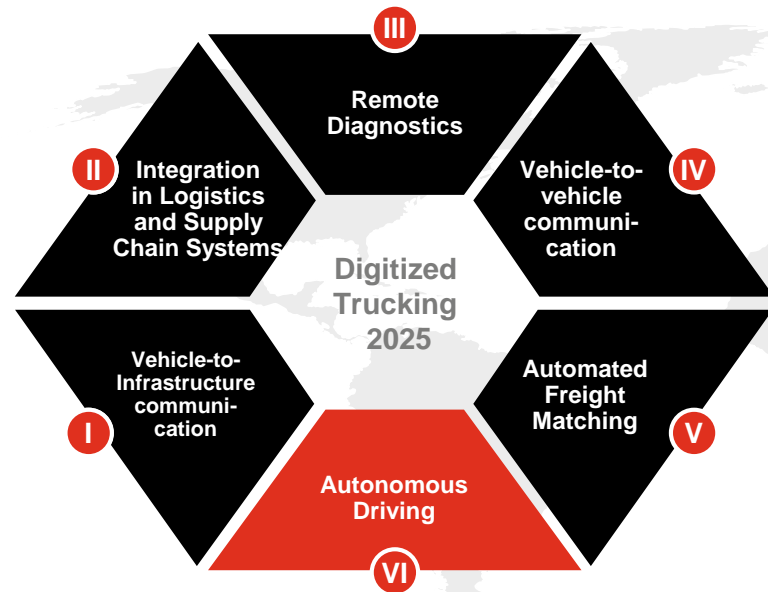 III
Remote
Diagnostics
II
Integration
in Logistics
and Supply
Chain Systems
IV
Vehicle-to-
vehicle
communi-
cation
Digitized
Trucking
2025
I
Vehicle-to-
Infrastructure
communi-
cation
V
Automated
Freight
Matching
Autonomous
Driving
VI